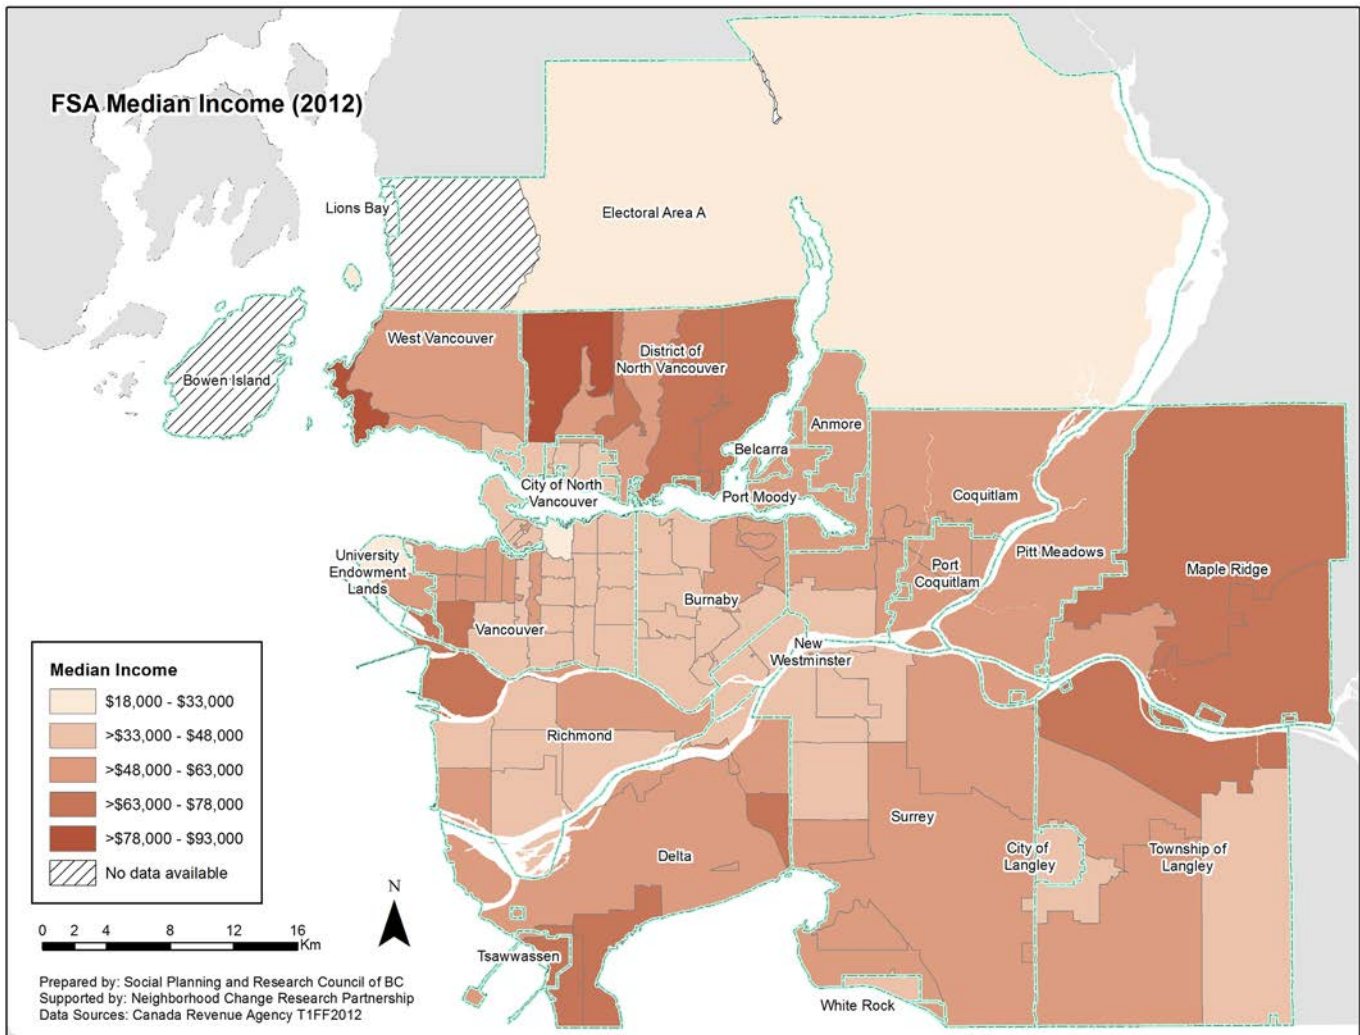 FSA Median Income (2012)
Lions Bay
Electoral Area A
West Vancouver
District of
North Vancouver
Bowen Island
Anmore
Belcarra
City of North
Vancouver
Port Moody
Coquitlam
University
Endowment
Lands
Port
Coquitlam
Pitt Meadows
Maple Ridge
Burnaby
Vancouver
New
Westminster
Richmond
Surrey
Delta
City of
Langley
Township of
Langley
Tsawwassen
White Rock
Median Income
$18,000 - $33,000
>$33,000 - $48,000
>$48,000 - $63,000
>$63,000 - $78,000
>$78,000 - $93,000
No data available
N
0 2 4 8 12 16
Km
Prepared by: Social Planning and Research Council of BC
Supported by: Neighborhood Change Research Partnership
Data Sources: Canada Revenue Agency T1FF2012